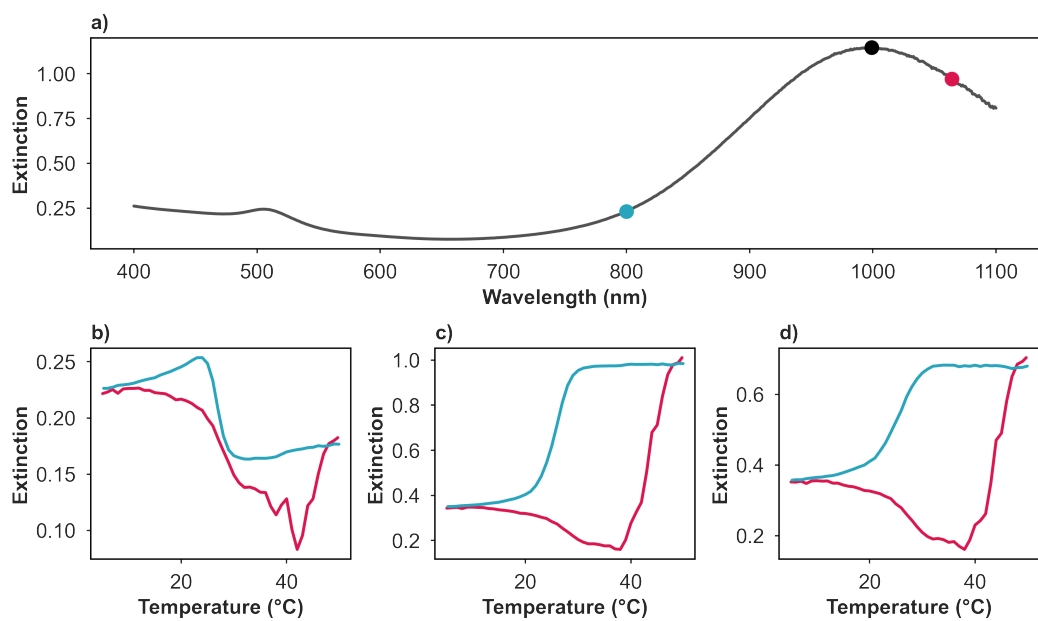 a)
Extinction
1.00
0.75
0.50
0.25
400 500 600 700 800 900 1000 1100
Wavelength (nm)
b)
Extinction
0.25
0.20
0.15
0.10
20 40
Temperature (°C)
c)
Extinction
1.0
0.8
0.6
0.4
0.2
20 40
Temperature (°C)
d)
Extinction
0.6
0.4
0.2
20 40
Temperature (°C)